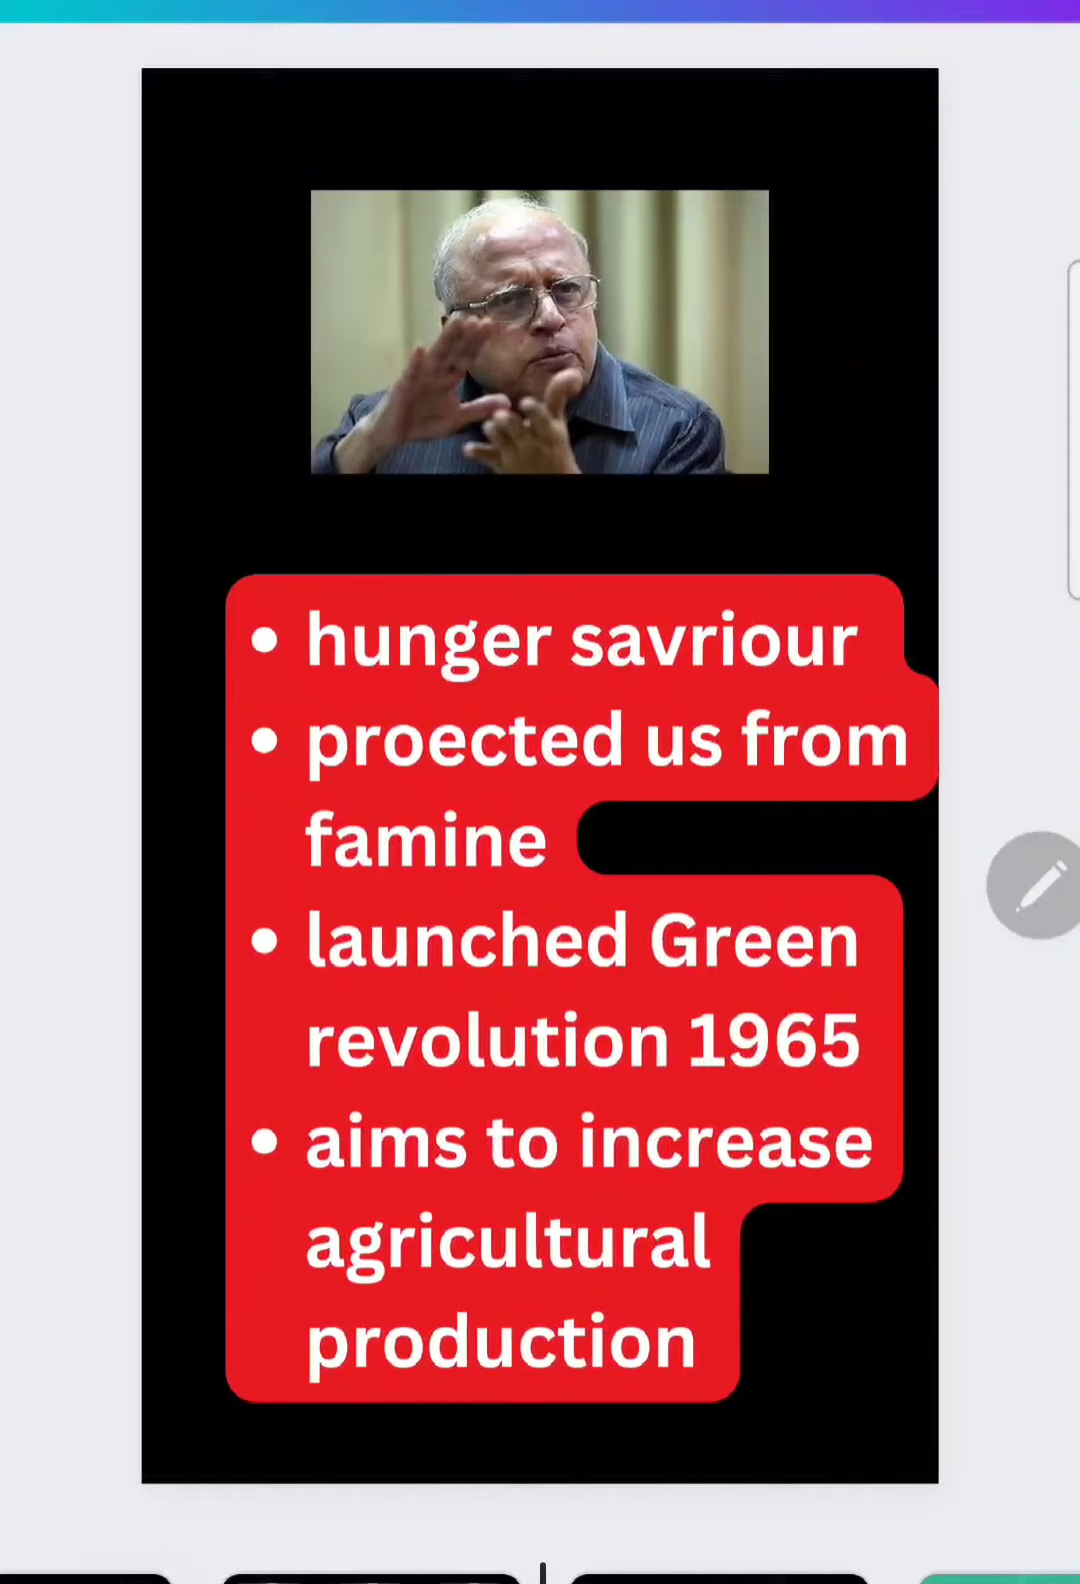 • hunger savriour
• proected us from
famine
• launched Green
revolution 1965
• aims to increase
agricultural
production